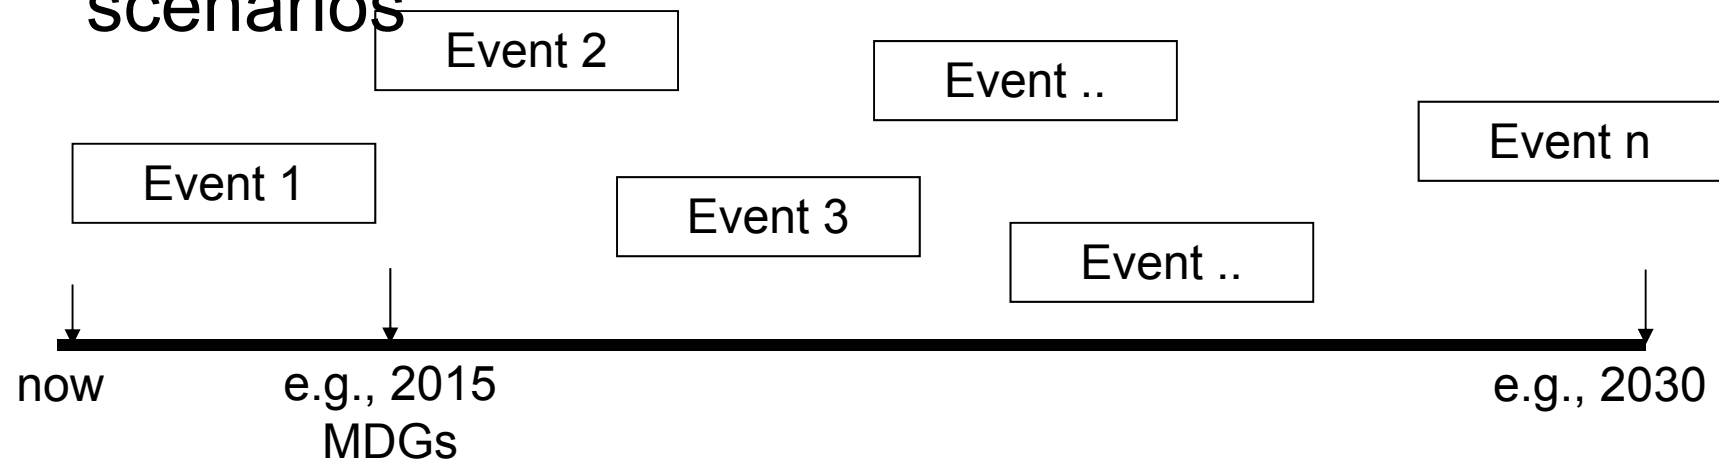 scenarios
Event 2
Event ..
Event n
Event 1
Event 3
Event ..
now
e.g., 2015
MDGs
e.g., 2030